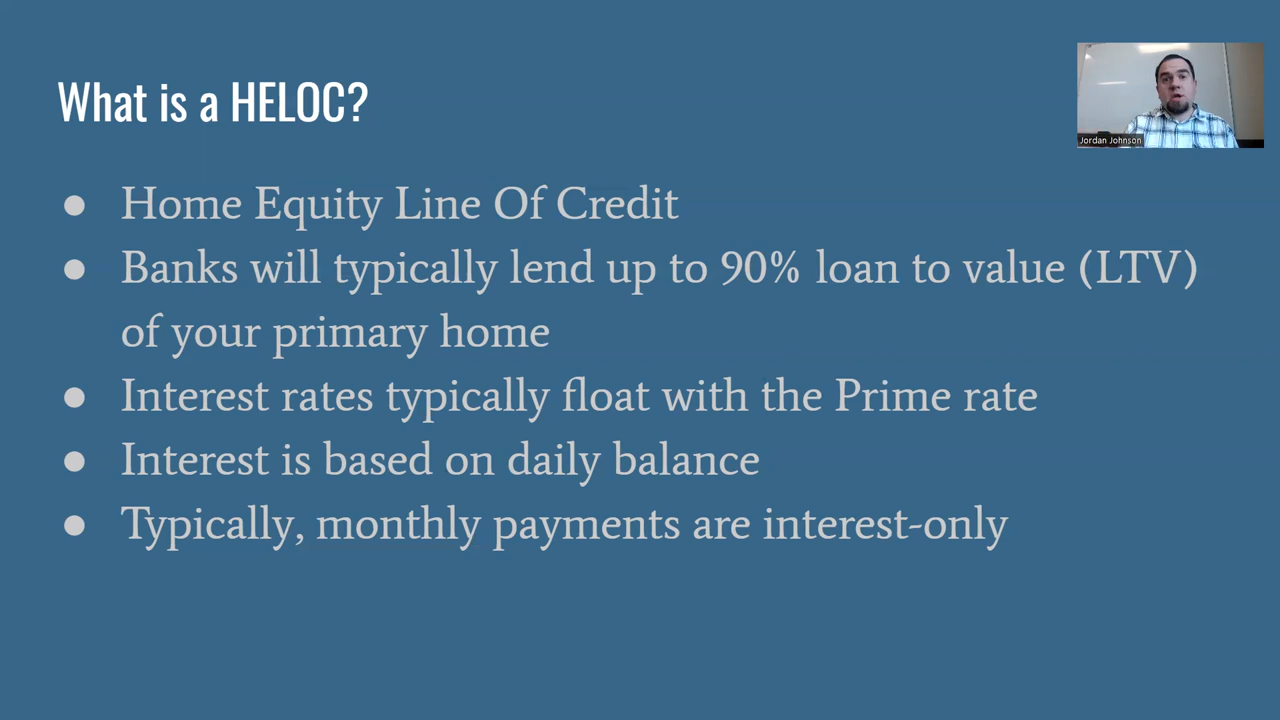 What is a HELOC?
Jordan Johnson
● Home Equity Line Of Credit
● Banks will typically lend up to 90% loan to value (LTV)
of your primary home
● Interest rates typically float with the Prime rate
● Interest is based on daily balance
● Typically, monthly payments are interest-only